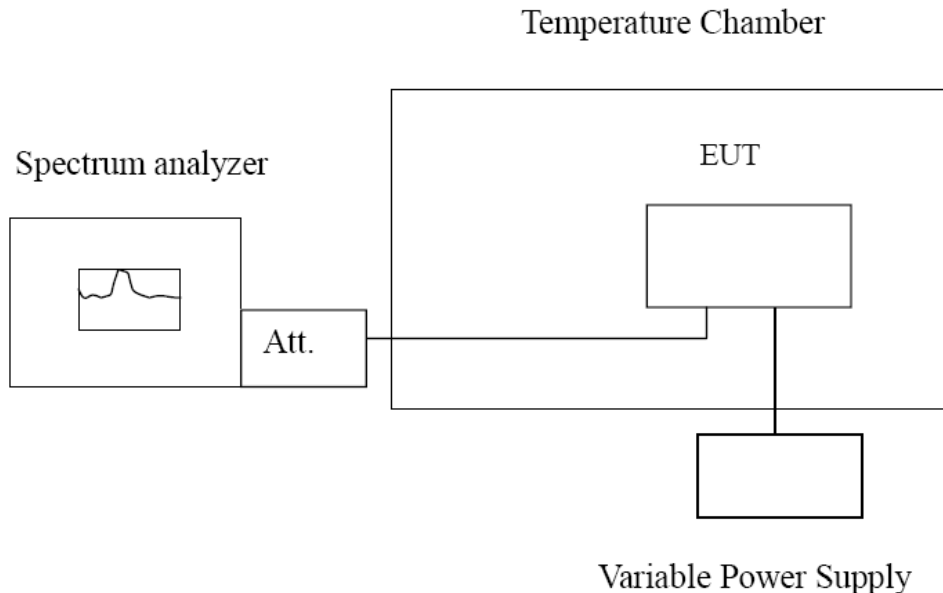 Temperature Chamber
EUT
Spectrum analyzer
Att.
Variable Power Supply